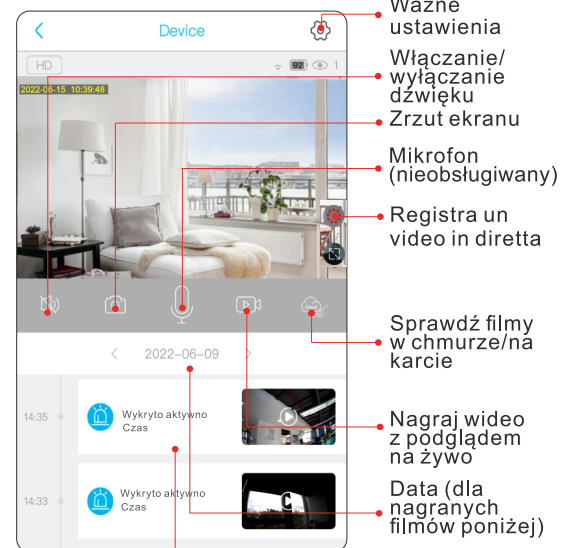 Ważne
ustawienia
Device
HD
92
1
2022-06-15 10:39:48
Włączanie/
wyłączanie
dźwięku
Zrzut ekranu
Mikrofon
(nieobsługiwany)
Registra un
video in diretta
Sprawdź filmy
w chmurze/na
karcie
2022-06-09
14:35
Wykryto aktywno
Czas
Nagraj wideo
z podglądem
na żywo
14:33
Wykryto aktywno
Czas
Data (dla
nagranych
filmów poniżej)